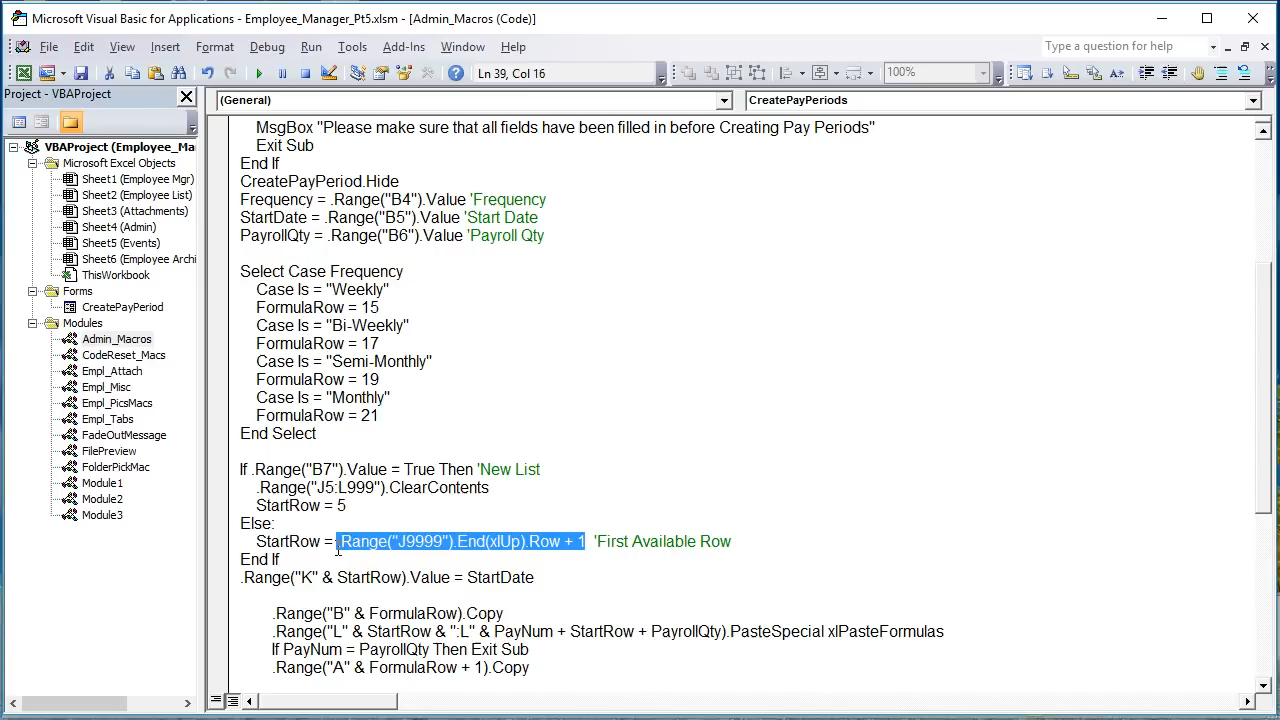 Microsoft Visual Basic for Applications - Employee_Manager_Pt5.xlsm - [Admin_Macros (Code)]
File Edit View Insert Format Debug Run Tools Add-Ins Window Help
Type a question for help
Ln 39, Col 16
100%
Project - VBAProject
(General)
CreatePayPeriods
VBAProject (Employee_Ma
Microsoft Excel Objects
Sheet1 (Employee Mgr)
Sheet2 (Employee List)
Sheet3 (Attachments)
Sheet4 (Admin)
Sheet5 (Events)
Sheet6 (Employee Archi
ThisWorkbook
Forms
CreatePayPeriod
Modules
Admin_Macros
CodeReset_Macs
Empl_Attach
Empl_Misc
Empl_PicsMacs
Empl_Tabs
FadeOutMessage
FilePreview
FolderPickMac
Module1
Module2
Module3
MsgBox "Please make sure that all fields have been filled in before Creating Pay Periods"
Exit Sub
End If
CreatePayPeriod.Hide
Frequency = .Range("B4").Value 'Frequency
StartDate = .Range("B5").Value 'Start Date
PayrollQty = .Range("B6").Value 'Payroll Qty
Select Case Frequency
Case Is = "Weekly"
FormulaRow = 15
Case Is = "Bi-Weekly"
FormulaRow = 17
Case Is = "Semi-Monthly"
FormulaRow = 19
Case Is = "Monthly"
FormulaRow = 21
End Select
If .Range("B7").Value = True Then 'New List
.Range("J5:L999").ClearContents
StartRow = 5
Else:
StartRow = .Range("J9999").End(xlUp).Row + 1 'First Available Row
End If
.Range("K" & StartRow).Value = StartDate
.Range("B" & FormulaRow).Copy
.Range("L" & StartRow & ":L" & PayNum + StartRow + PayrollQty).PasteSpecial xlPasteFormulas
If PayNum = PayrollQty Then Exit Sub
.Range("A" & FormulaRow + 1).Copy